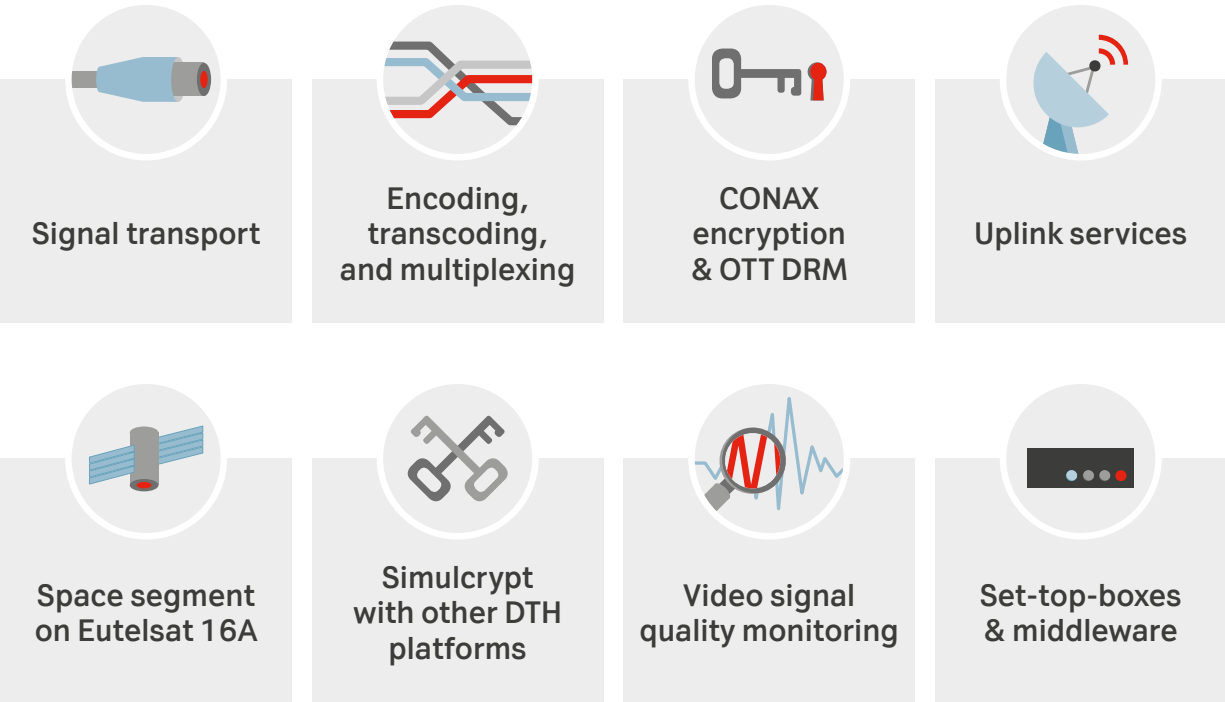 Signal transport
Encoding,
transcoding,
and multiplexing
CONAX
encryption
& OTT DRM
Uplink services
Space segment
on Eutelsat 16A
Simulcrypt
with other DTH
platforms
Video signal
quality monitoring
Set-top-boxes
& middleware